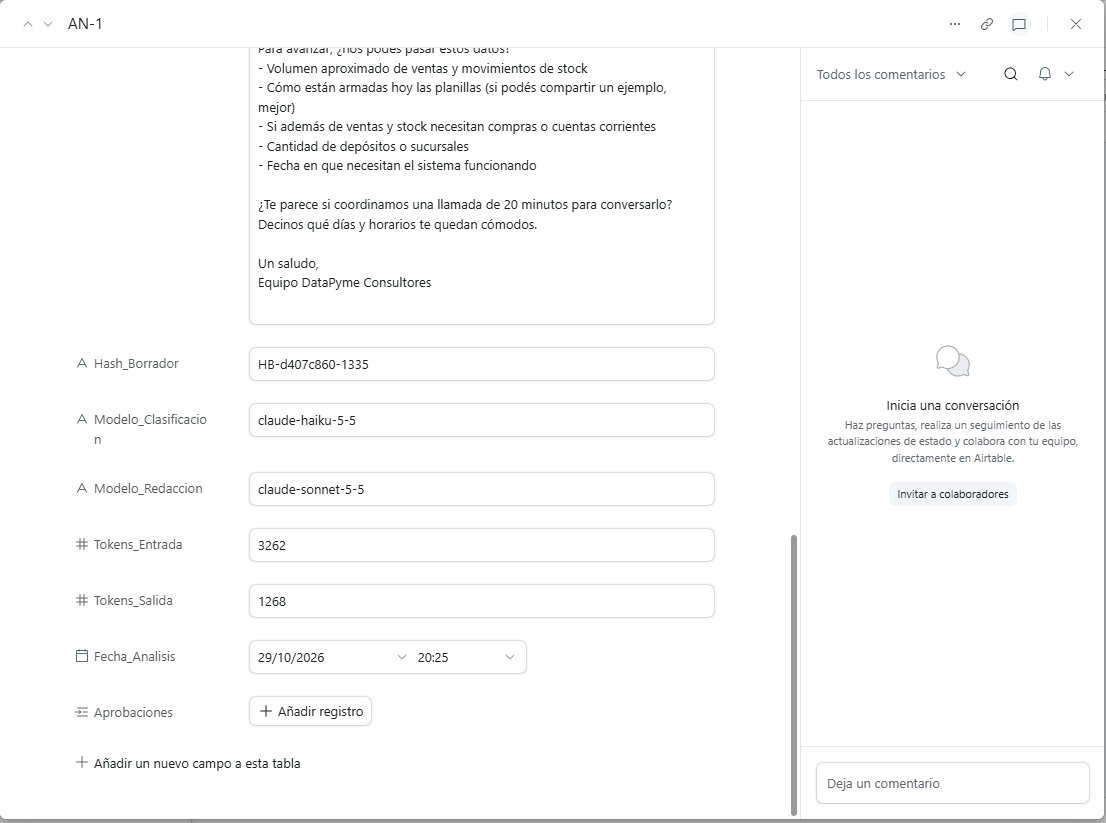 AN-1
Para avanzar, ¿nos podés pasar estos datos?
- Volumen aproximado de ventas y movimientos de stock
- Cómo están armadas hoy las planillas (si podés compartir un ejemplo,
mejor)
- Si además de ventas y stock necesitan compras o cuentas corrientes
- Cantidad de depósitos o sucursales
- Fecha en que necesitan el sistema funcionando
¿Te parece si coordinamos una llamada de 20 minutos para conversarlo?
Decinos qué días y horarios te quedan cómodos.
Un saludo,
Equipo DataPyme Consultores
Hash_Borrador
HB-d407c860-1335
Modelo_Clasificacio
n
claude-haiku-5-5
Modelo_Redaccion
claude-sonnet-5-5
Tokens_Entrada
3262
Tokens_Salida
1268
Fecha_Analisis
29/10/2026
20:25
Aprobaciones
Añadir registro
Añadir un nuevo campo a esta tabla
Todos los comentarios
Inicia una conversación
Haz preguntas, realiza un seguimiento de las
actualizaciones de estado y colabora con tu equipo,
directamente en Airtable.
Invitar a colaboradores
Deja un comentario